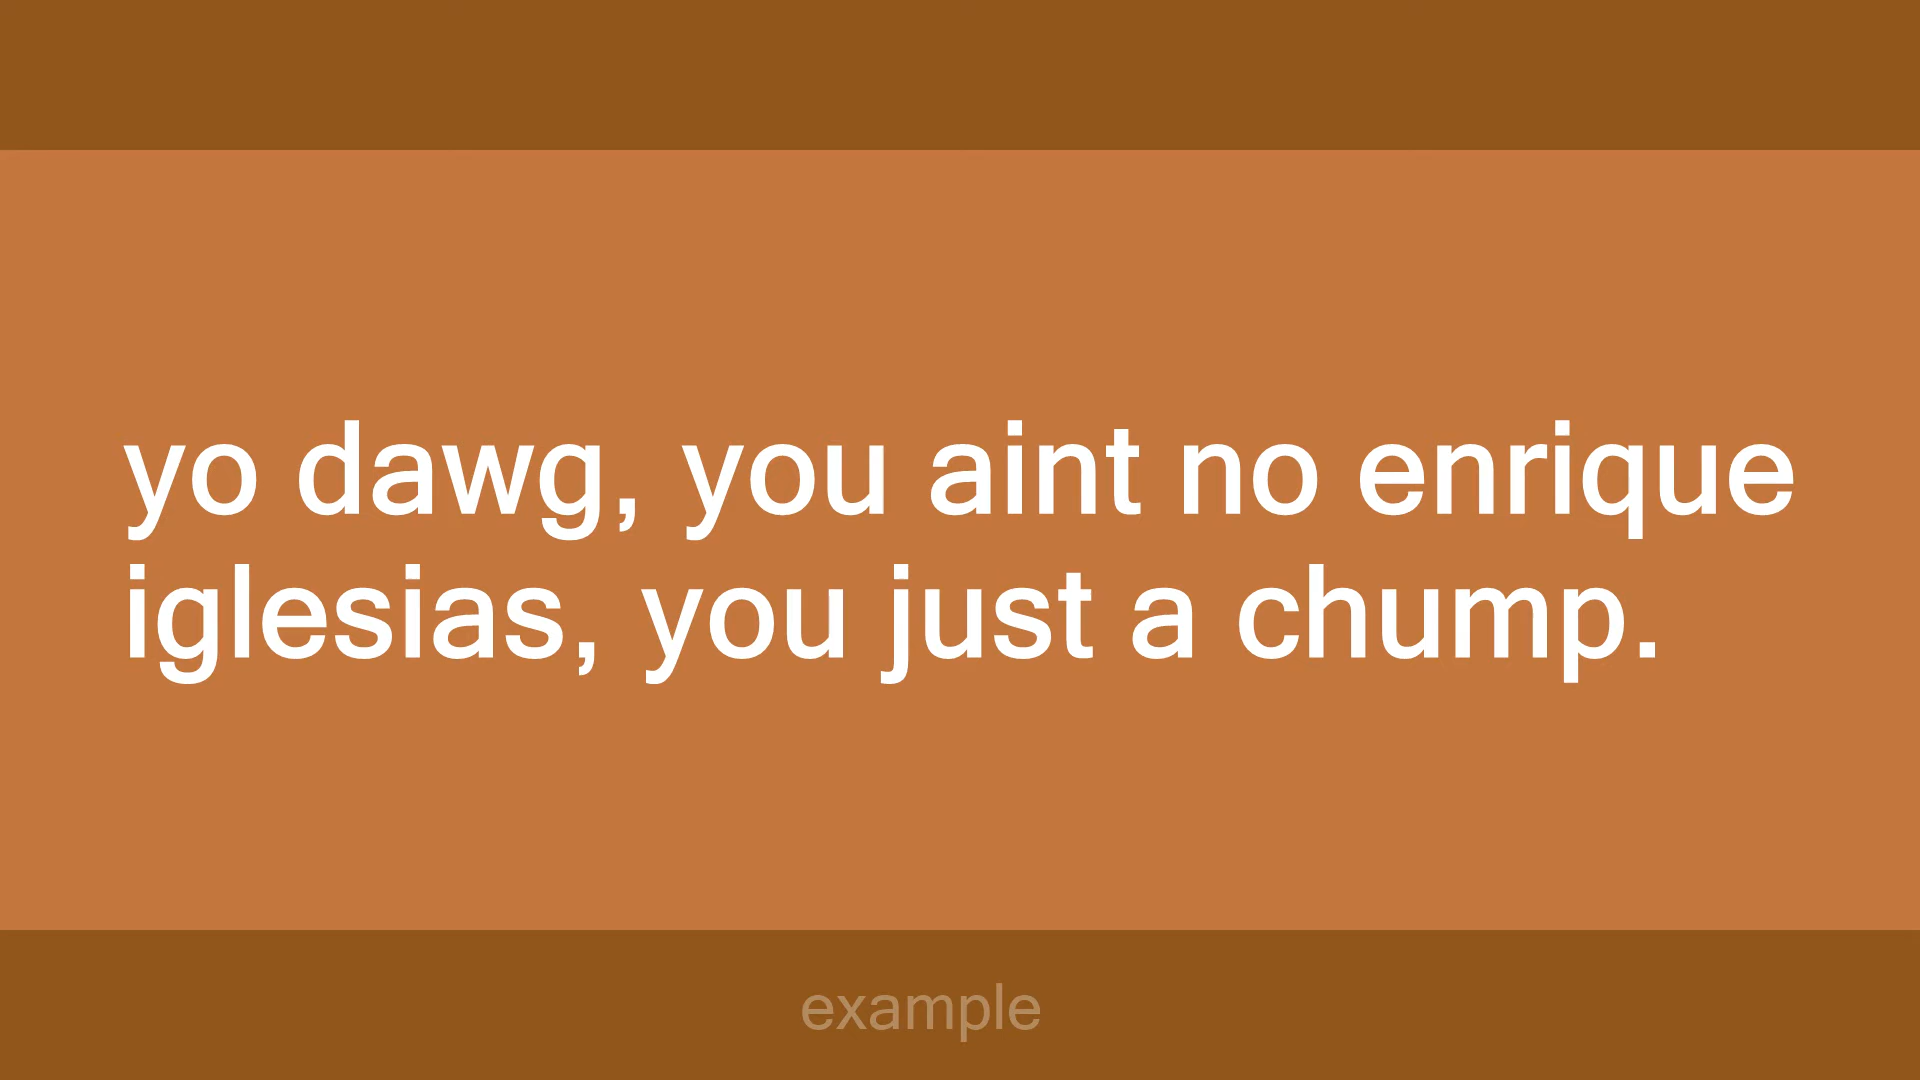 yo dawg, you aint no enrique
iglesias, you just a chump.
example